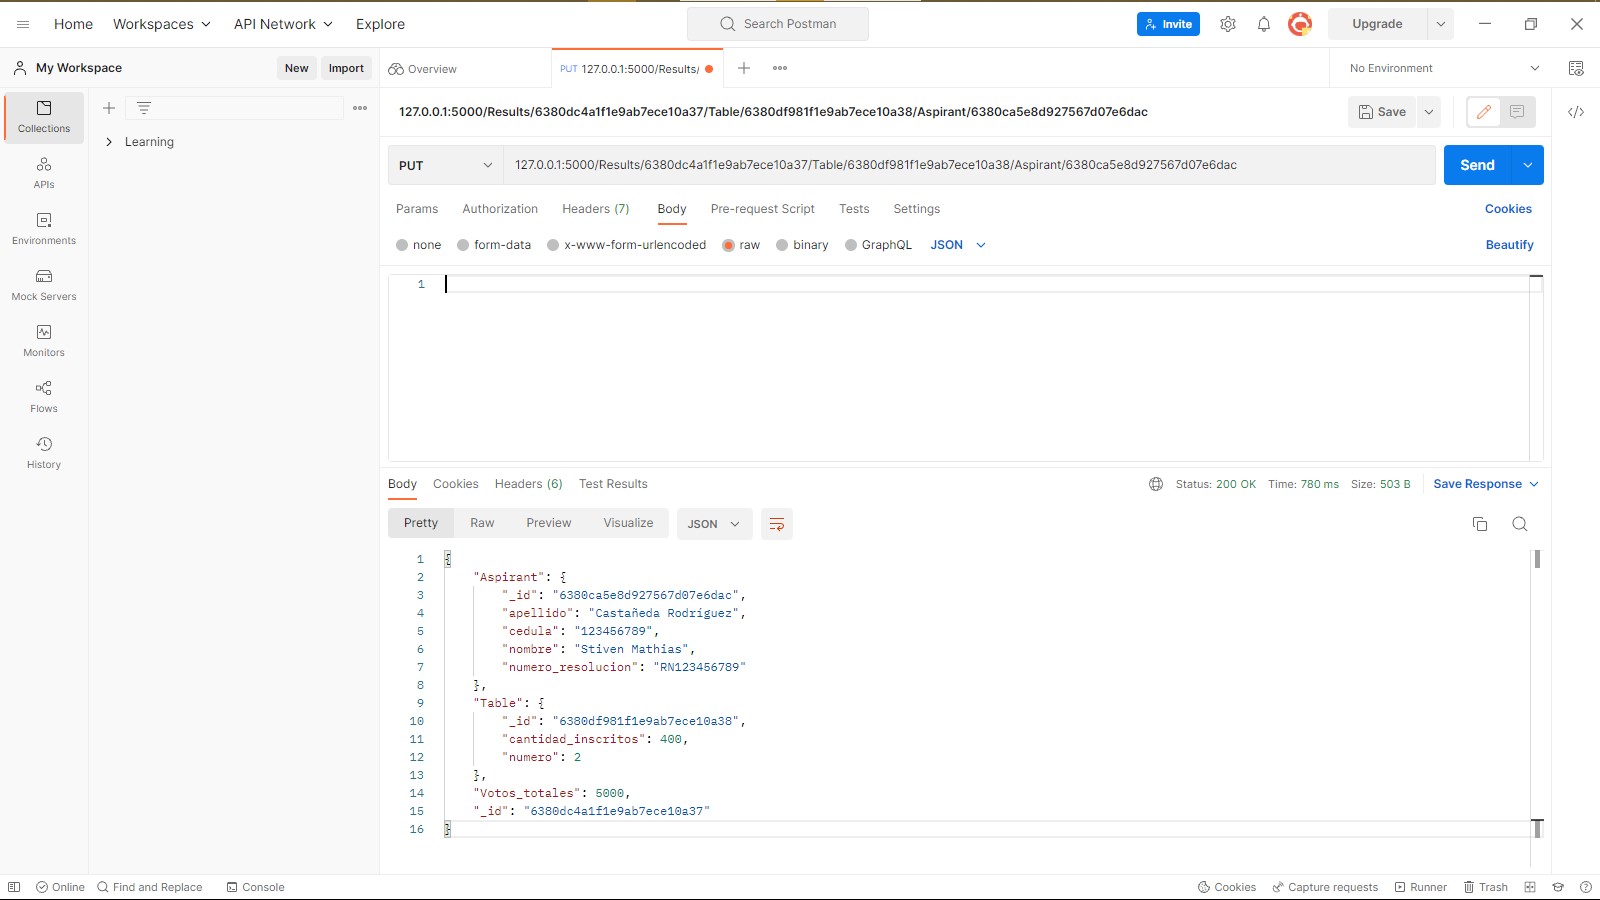 Home Workspaces API Network Explore Search Postman Invite Upgrade
My Workspace New Import Overview PUT 127.0.0.1:5000/Results/ No Environment
Collections
APIs
Environments
Mock Servers
Monitors
Flows
History
Learning
127.0.0.1:5000/Results/6380dc4a1f1e9ab7ece10a37/Table/6380df981f1e9ab7ece10a38/Aspirant/6380ca5e8d927567d07e6dac Save
PUT 127.0.0.1:5000/Results/6380dc4a1f1e9ab7ece10a37/Table/6380df981f1e9ab7ece10a38/Aspirant/6380ca5e8d927567d07e6dac Send
Params Authorization Headers (7) Body Pre-request Script Tests Settings Cookies
none form-data x-www-form-urlencoded raw binary GraphQL JSON Beautify
1
Body Cookies Headers (6) Test Results Status: 200 OK Time: 780 ms Size: 503 B Save Response
Pretty Raw Preview Visualize JSON
1 {
2 "Aspirant": {
3 "_id": "6380ca5e8d927567d07e6dac",
4 "apellido": "Castañeda Rodríguez",
5 "cedula": "123456789",
6 "nombre": "Stiven Mathias",
7 "numero_resolucion": "RN123456789"
8 },
9 "Table": {
10 "_id": "6380df981f1e9ab7ece10a38",
11 "cantidad_inscritos": 400,
12 "numero": 2
13 },
14 "Votos_totales": 5000,
15 "_id": "6380dc4a1f1e9ab7ece10a37"
16 }
Online Find and Replace Console Cookies Capture requests Runner Trash